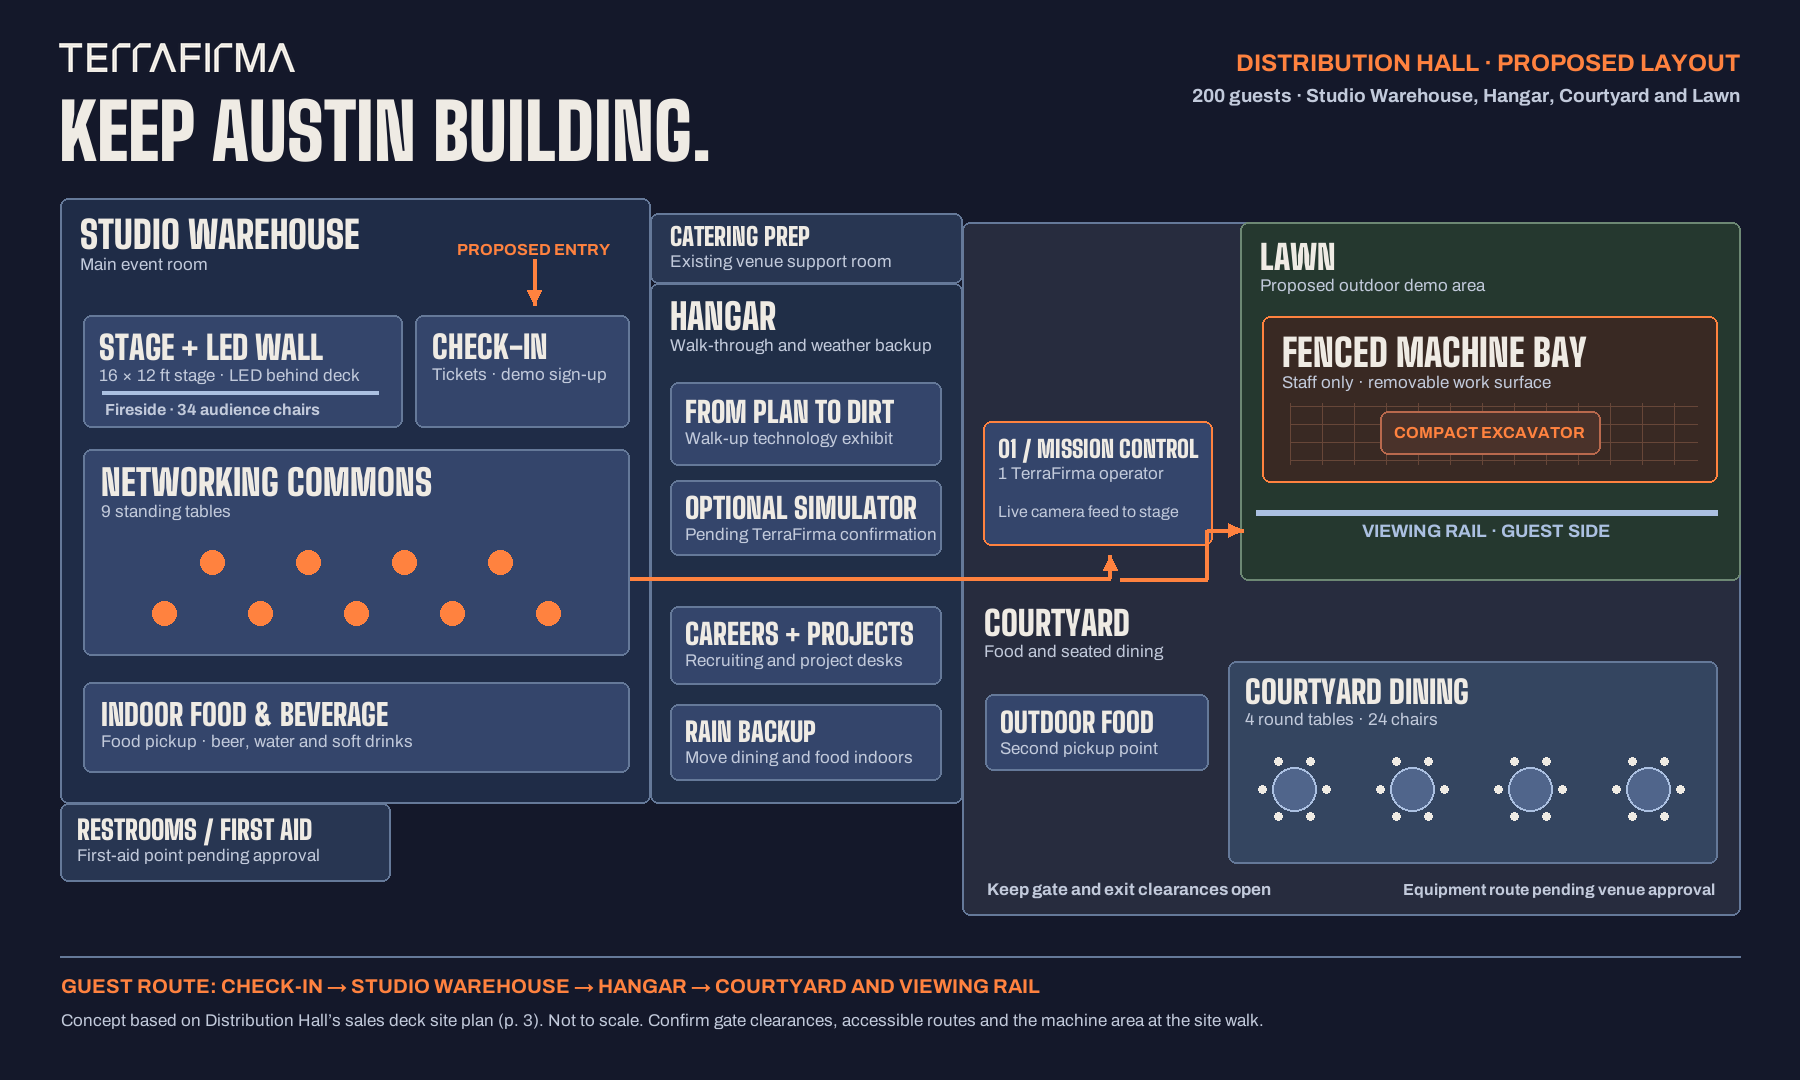 TERRAFIRMA
KEEP AUSTIN BUILDING.
DISTRIBUTION HALL · PROPOSED LAYOUT
200 guests · Studio Warehouse, Hangar, Courtyard and Lawn
STUDIO WAREHOUSE
Main event room
PROPOSED ENTRY
STAGE + LED WALL
16 × 12 ft stage · LED behind deck
Fireside · 34 audience chairs
CHECK-IN
Tickets · demo sign-up
NETWORKING COMMONS
9 standing tables
INDOOR FOOD & BEVERAGE
Food pickup · beer, water and soft drinks
RESTROOMS / FIRST AID
First-aid point pending approval
CATERING PREP
Existing venue support room
HANGAR
Walk-through and weather backup
FROM PLAN TO DIRT
Walk-up technology exhibit
OPTIONAL SIMULATOR
Pending TerraFirma confirmation
CAREERS + PROJECTS
Recruiting and project desks
RAIN BACKUP
Move dining and food indoors
01 / MISSION CONTROL
1 TerraFirma operator
Live camera feed to stage
LAWN
Proposed outdoor demo area
FENCED MACHINE BAY
Staff only · removable work surface
COMPACT EXCAVATOR
VIEWING RAIL · GUEST SIDE
COURTYARD
Food and seated dining
OUTDOOR FOOD
Second pickup point
COURTYARD DINING
4 round tables · 24 chairs
Keep gate and exit clearances open
Equipment route pending venue approval
GUEST ROUTE: CHECK-IN → STUDIO WAREHOUSE → HANGAR → COURTYARD AND VIEWING RAIL
Concept based on Distribution Hall’s sales deck site plan (p. 3). Not to scale. Confirm gate clearances, accessible routes and the machine area at the site walk.